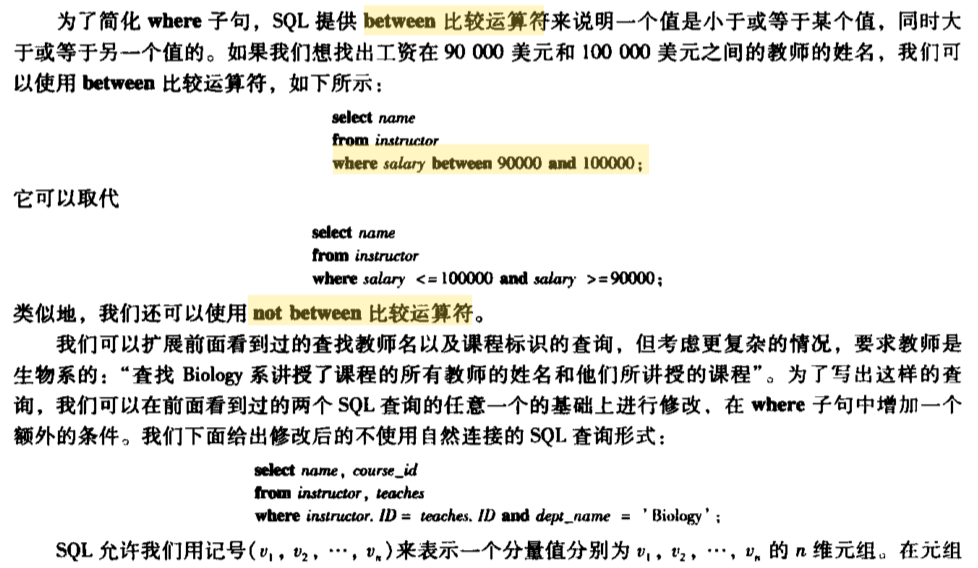 为了简化 where 子句，SQL 提供 between 比较运算符来说明一个值是小于或等于某个值，同时大
于或等于另一个值的。如果我们想找出工资在 90 000 美元和 100 000 美元之间的教师的姓名，我们可
以使用 between 比较运算符，如下所示：
select name
from instructor
where salary between 90000 and 100000；
它可以取代
select name
from instructor
where salary <=100000 and salary >=90000；
类似地，我们还可以使用 not between 比较运算符。
我们可以扩展前面看到过的查找教师名以及课程标识的查询，但考虑更复杂的情况，要求教师是
生物系的：“查找 Biology 系讲授了课程的所有教师的姓名和他们所讲授的课程”。为了写出这样的查
询，我们可以在前面看到过的两个 SQL 查询的任意一个的基础上进行修改，在 where 子句中增加一个
额外的条件。我们下面给出修改后的不使用自然连接的 SQL 查询形式：
select name, course_id
from instructor, teaches
where instructor. ID = teaches. ID and dept_name = 'Biology'；
SQL 允许我们用记号(v₁, v₂, …, vₙ)来表示一个分量值分别为 v₁, v₂, …, vₙ 的 n 维元组。在元组